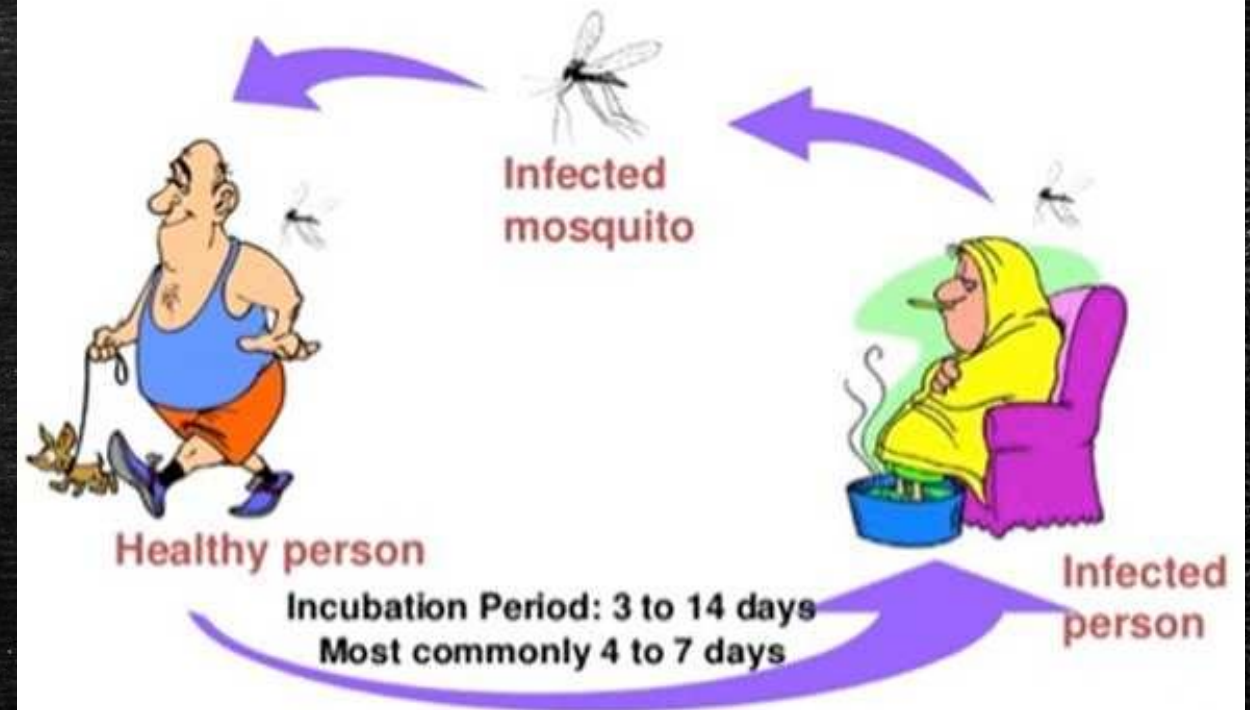 Infected
mosquito
Healthy person
Incubation Period: 3 to 14 days
Most commonly 4 to 7 days
Infected
person